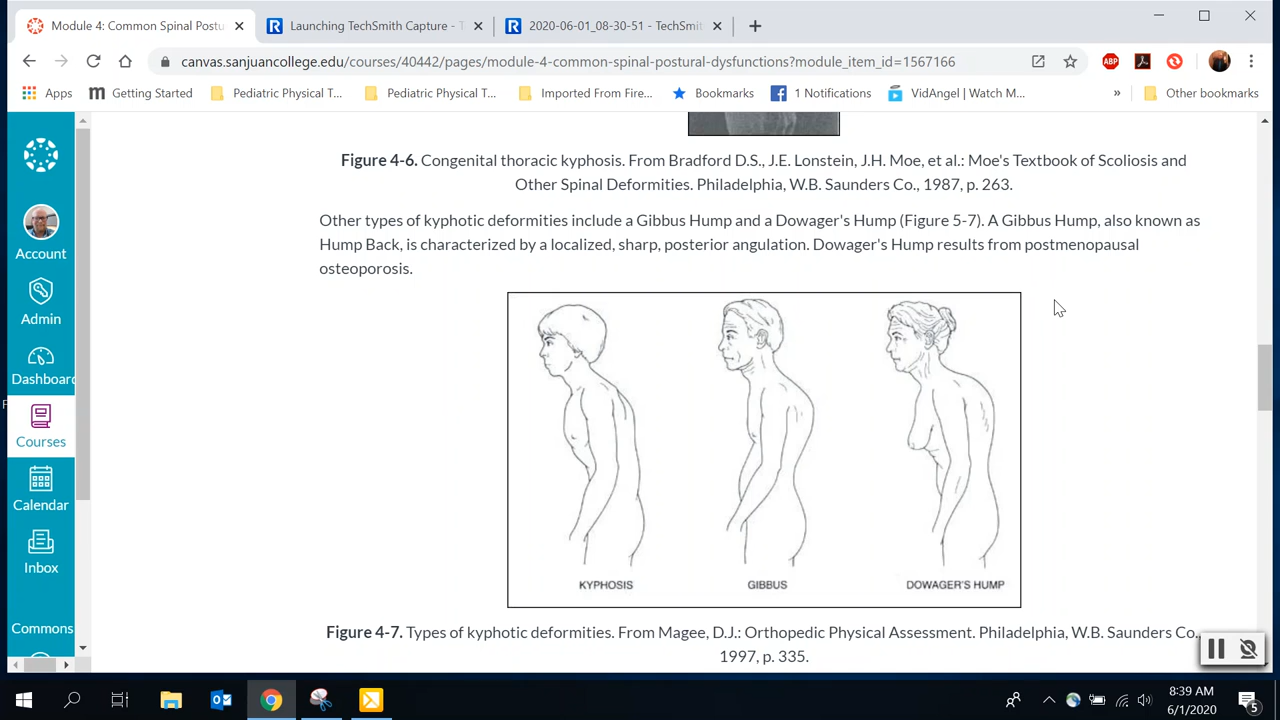 Module 4: Common Spinal Postu
Launching TechSmith Capture - T
2020-06-01_08-30-51 - TechSmit
canvas.sanjuancollege.edu/courses/40442/pages/module-4-common-spinal-postural-dysfunctions?module_item_id=1567166
ABP
Apps
m Getting Started
Pediatric Physical T...
Pediatric Physical T...
Imported From Fire...
Bookmarks
1 Notifications
VidAngel | Watch M...
»
Other bookmarks
Account
Admin
Dashboard
Courses
Calendar
Inbox
Commons
Figure 4-6. Congenital thoracic kyphosis. From Bradford D.S., J.E. Lonstein, J.H. Moe, et al.: Moe's Textbook of Scoliosis and
Other Spinal Deformities. Philadelphia, W.B. Saunders Co., 1987, p. 263.
Other types of kyphotic deformities include a Gibbus Hump and a Dowager's Hump (Figure 5-7). A Gibbus Hump, also known as
Hump Back, is characterized by a localized, sharp, posterior angulation. Dowager's Hump results from postmenopausal
osteoporosis.
KYPHOSIS
GIBBUS
DOWAGER'S HUMP
Figure 4-7. Types of kyphotic deformities. From Magee, D.J.: Orthopedic Physical Assessment. Philadelphia, W.B. Saunders Co.,
1997, p. 335.
8:39 AM
6/1/2020
5